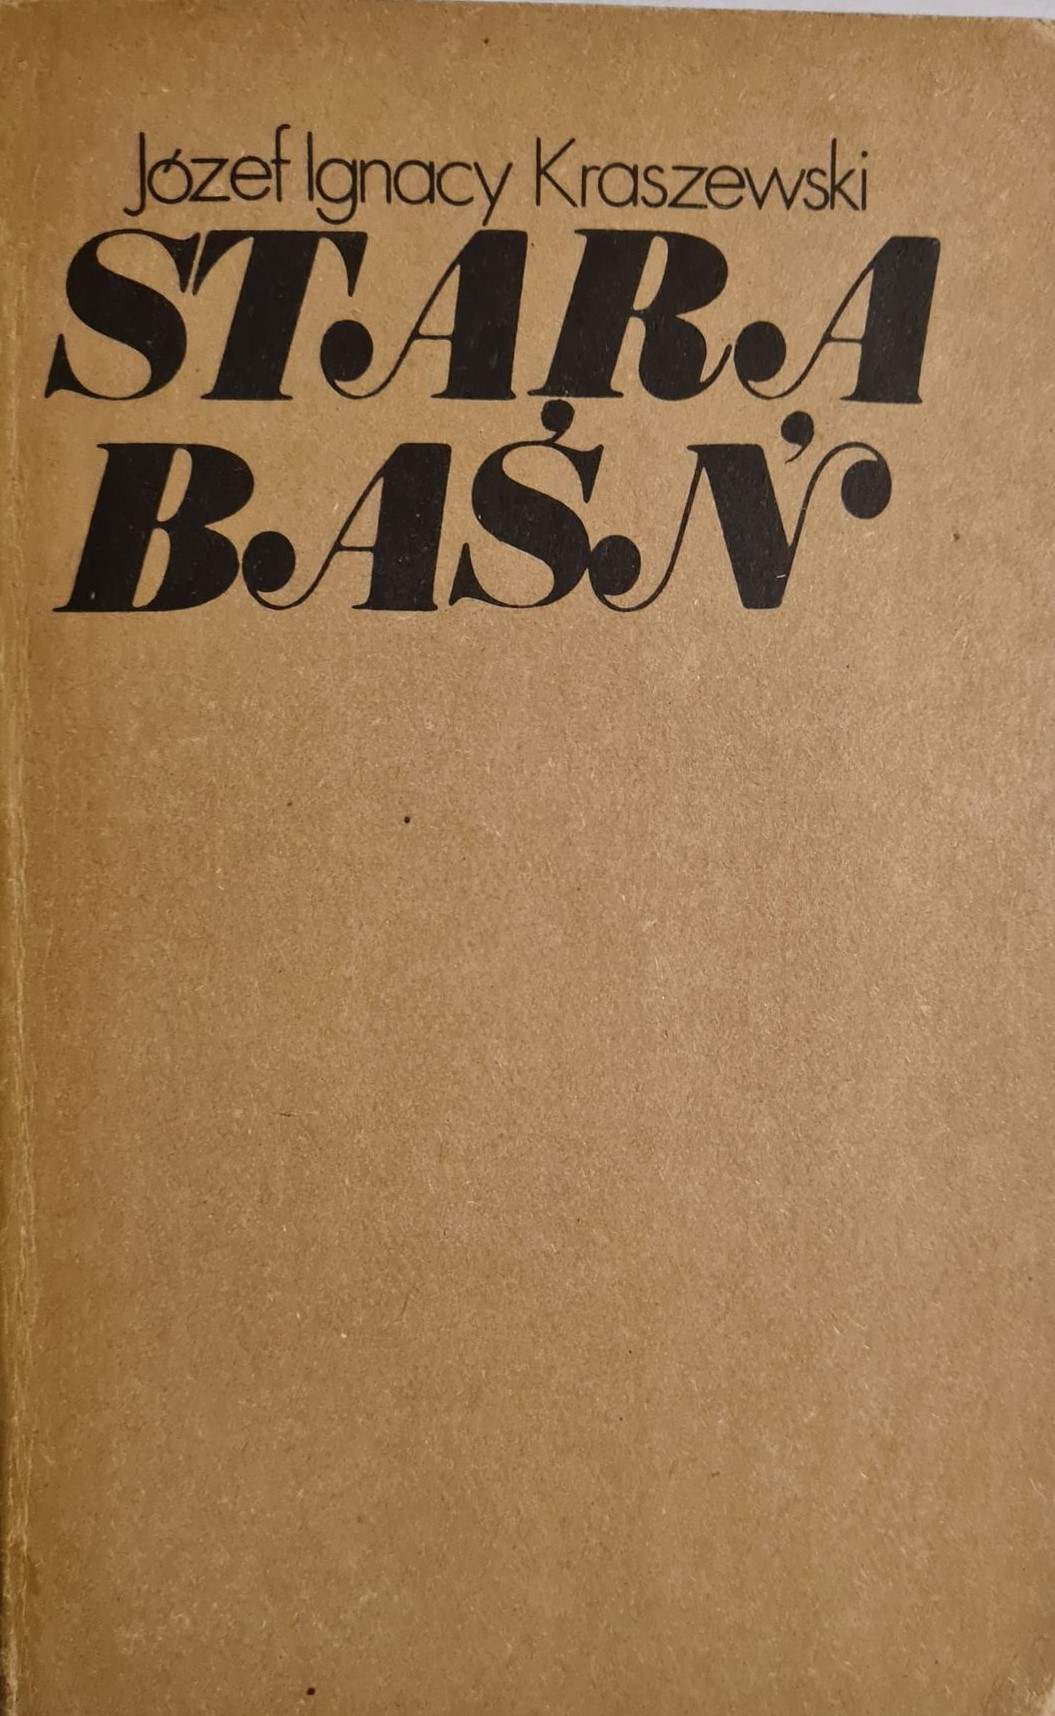 Józef Ignacy Kraszewski
STARA
BAŚŃ